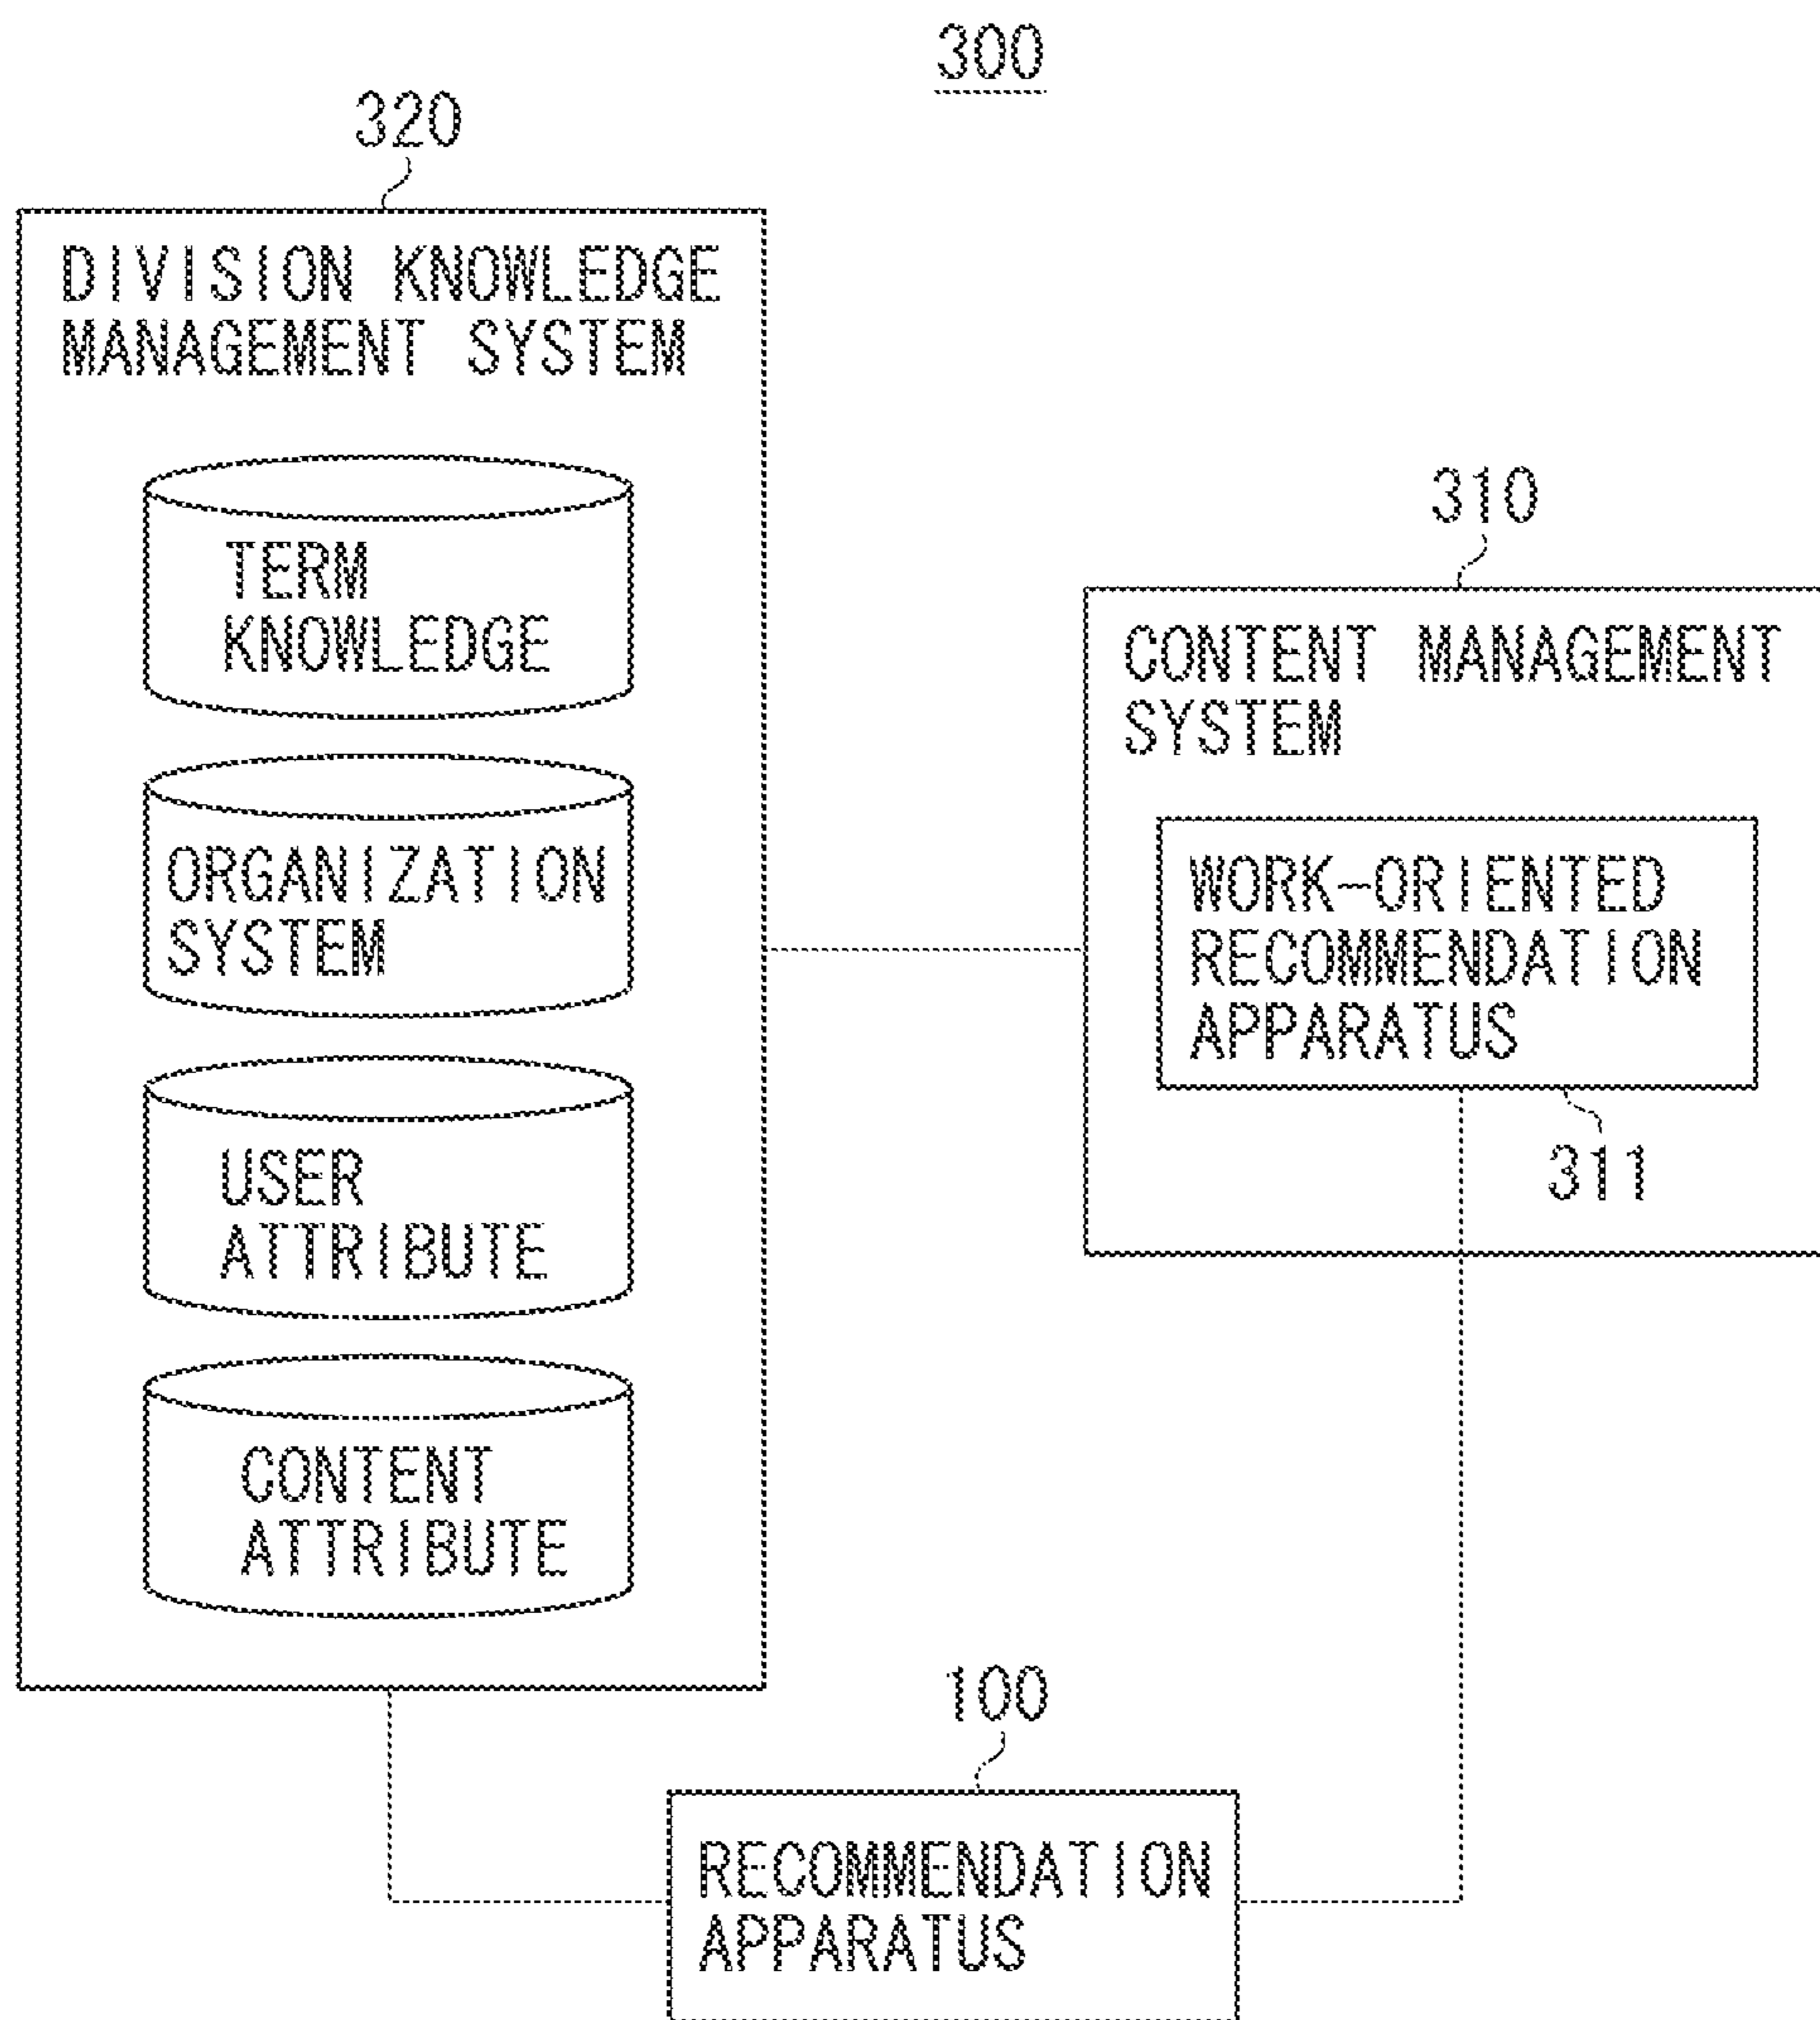 300
320
DIVISION KNOWLEDGE
MANAGEMENT SYSTEM
TERM
KNOWLEDGE
ORGANIZATION
SYSTEM
USER
ATTRIBUTE
CONTENT
ATTRIBUTE
310
CONTENT MANAGEMENT
SYSTEM
WORK-ORIENTED
RECOMMENDATION
APPARATUS
311
100
RECOMMENDATION
APPARATUS